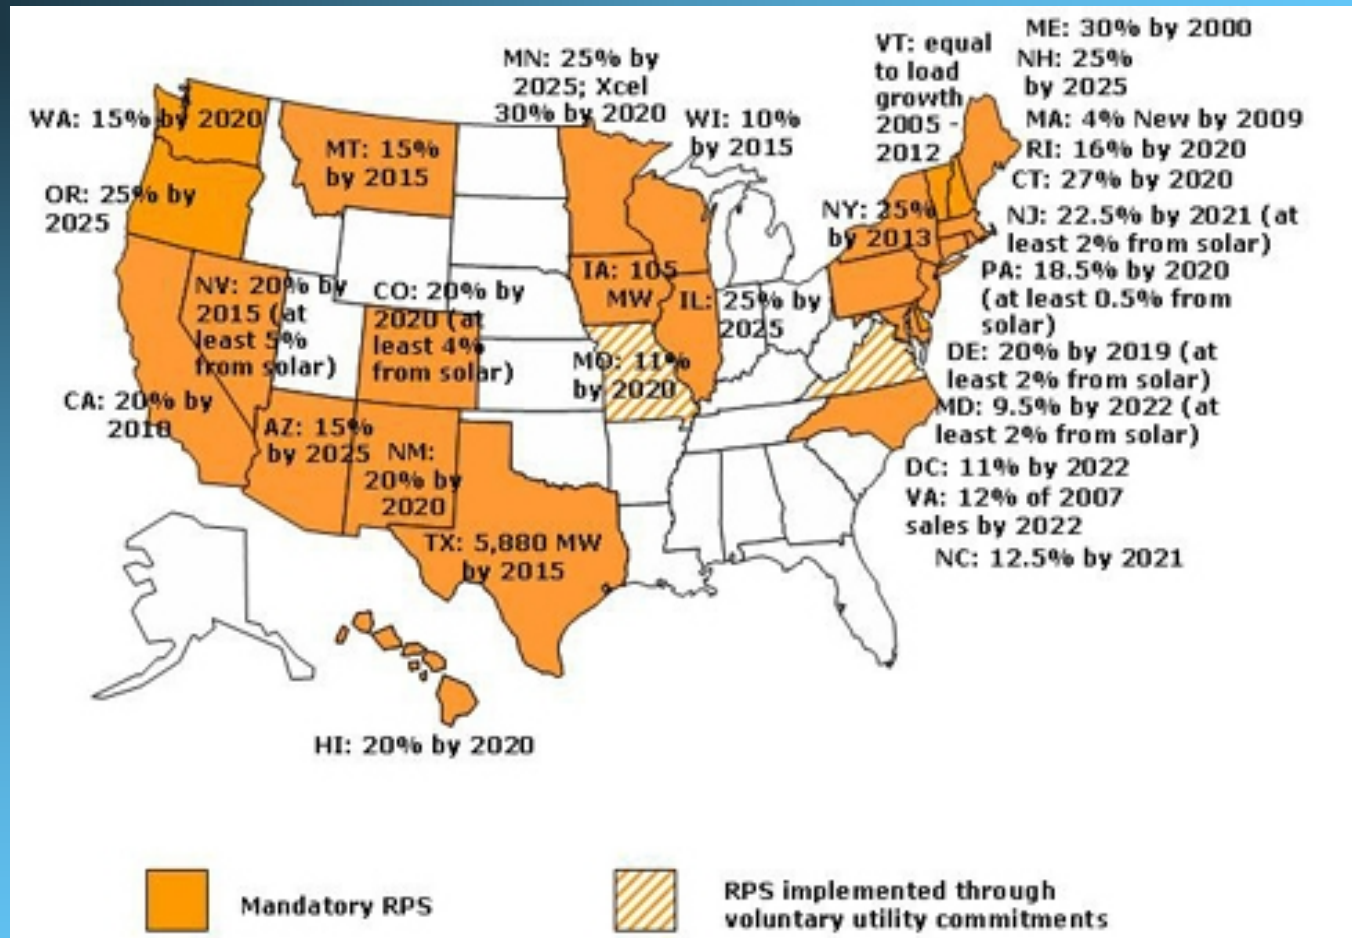 MN: 25% by
2025; Xcel
30% by 2020
VT: equal
to load
growth
2005 -
2012
ME: 30% by 2000
NH: 25%
by 2025
WA: 15% by 2020
WI: 10%
by 2015
MA: 4% New by 2009
MT: 15%
by 2015
RI: 16% by 2020
CT: 27% by 2020
OR: 25% by
2025
NY: 25%
by 2013
NJ: 22.5% by 2021 (at
least 2% from solar)
NV: 20% by
2015 (at
least 5%
from solar)
CO: 20% by
2020 (at
least 4%
from solar)
IA: 105
MW
IL: 25% by
2025
PA: 18.5% by 2020
(at least 0.5% from
solar)
MO: 11%
by 2020
DE: 20% by 2019 (at
least 2% from solar)
CA: 20% by
2010
MD: 9.5% by 2022 (at
least 2% from solar)
AZ: 15%
by 2025
NM:
20% by
2020
DC: 11% by 2022
VA: 12% of 2007
sales by 2022
TX: 5,880 MW
by 2015
NC: 12.5% by 2021
HI: 20% by 2020
Mandatory RPS
RPS implemented through
voluntary utility commitments